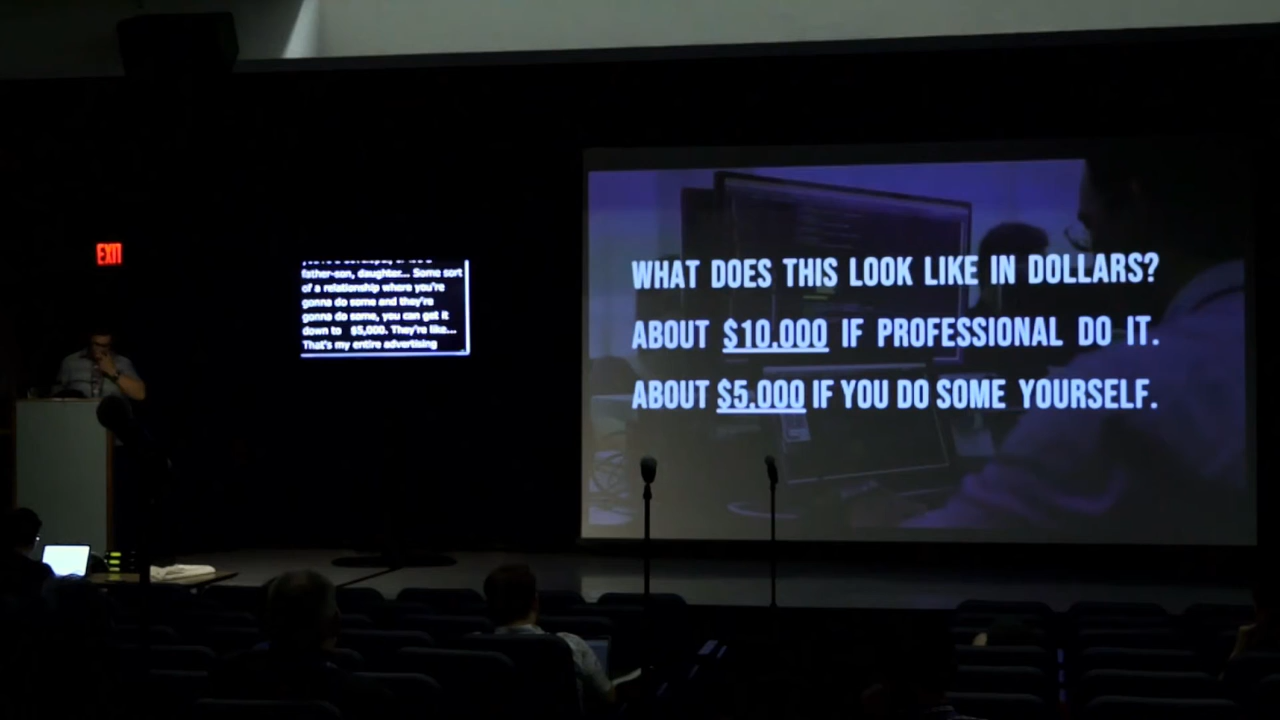 EXIT
father-son, daughter... Some sort
of a relationship where you're
gonna do some and they're
gonna do some, you can get it
down to $5,000. They're like...
That's my entire advertising
WHAT DOES THIS LOOK LIKE IN DOLLARS?
ABOUT $10,000 IF PROFESSIONAL DO IT.
ABOUT $5,000 IF YOU DO SOME YOURSELF.